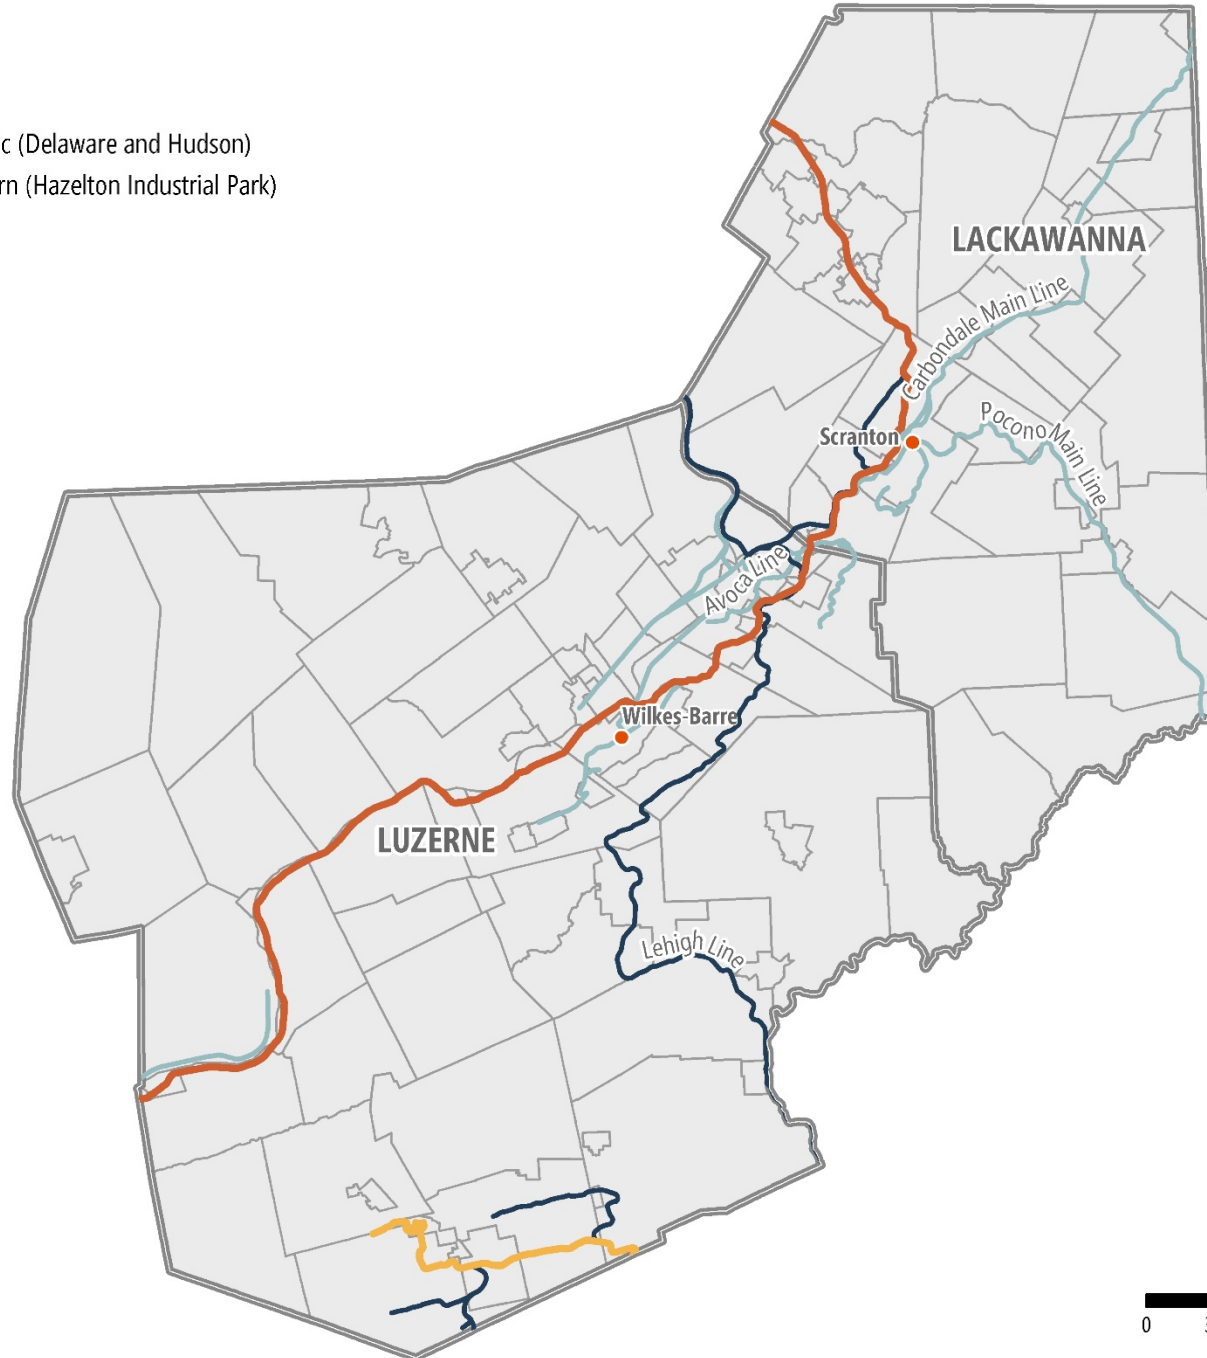 c (Delaware and Hudson)
rn (Hazelton Industrial Park)
LACKAWANNA
Carbondale Main Line
Pocono Main Line
Scranton
Avoca Line
Wilkes-Barre
LUZERNE
Lehigh Line
0 3